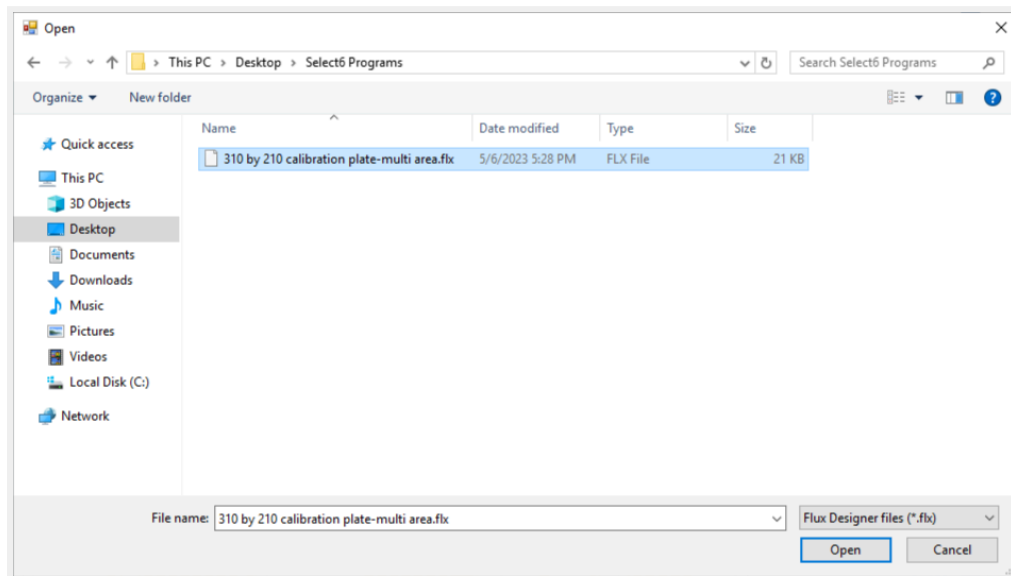 Open
This PC > Desktop > Select6 Programs
Search Select6 Programs
Organize
New folder
Name
Date modified
Type
Size
310 by 210 calibration plate-multi area.flx
5/6/2023 5:28 PM
FLX File
21 KB
Quick access
This PC
3D Objects
Desktop
Documents
Downloads
Music
Pictures
Videos
Local Disk (C:)
Network
File name:
310 by 210 calibration plate-multi area.flx
Flux Designer files (*.flx)
Open
Cancel